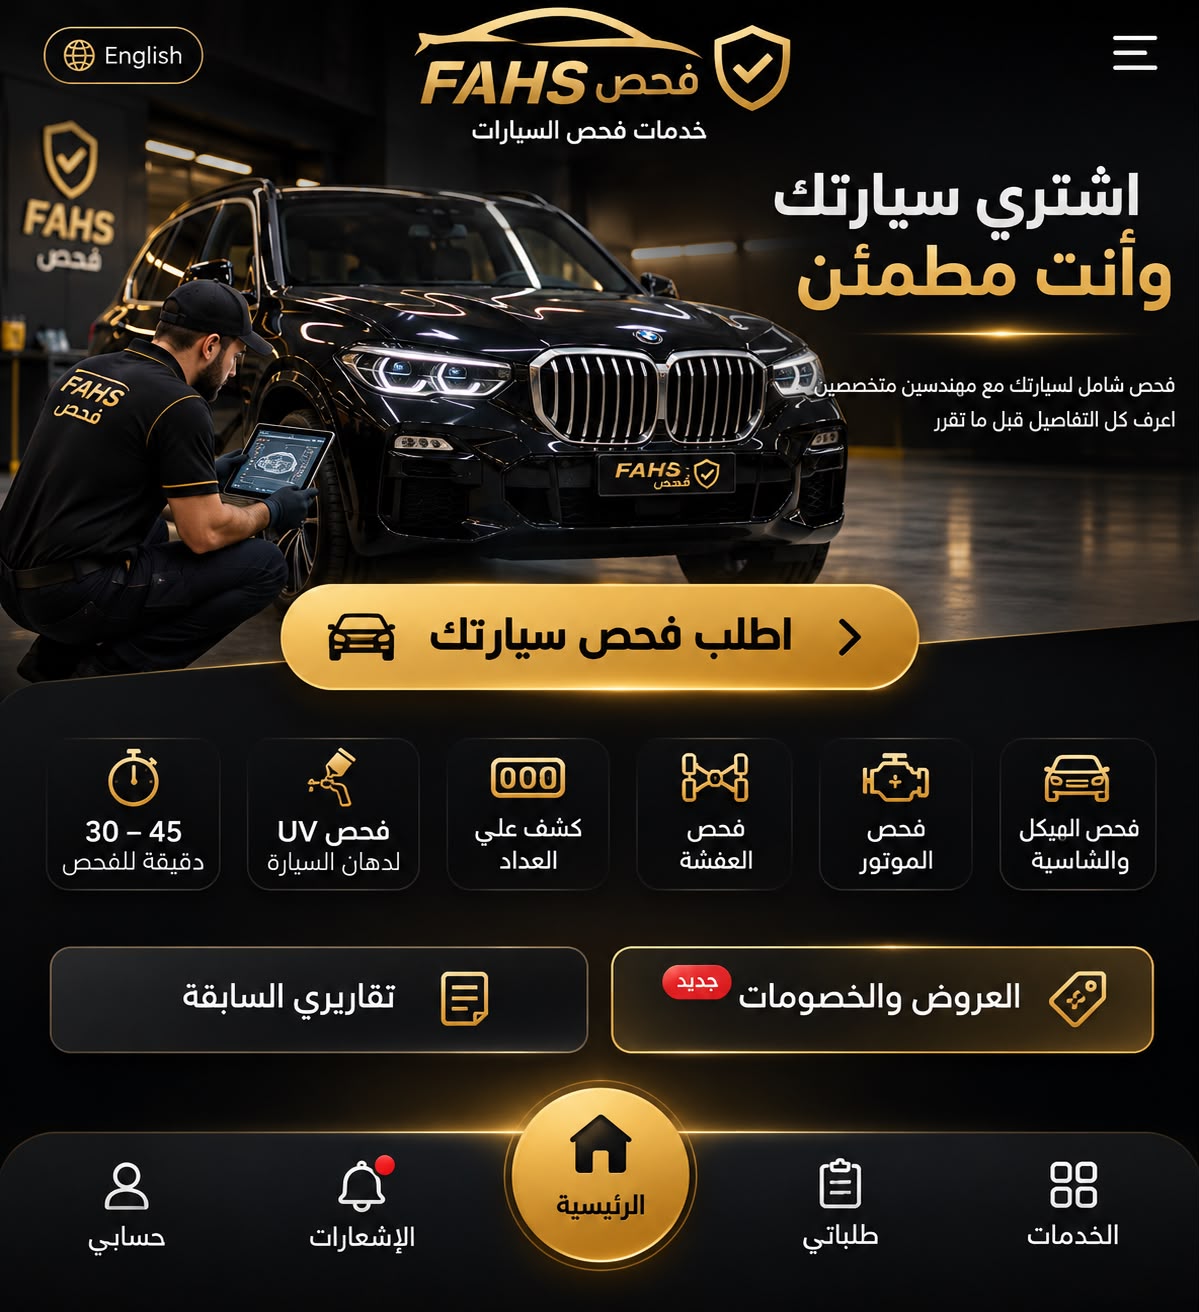 English
FAHS فحص
خدمات فحص السيارات
FAHS
فحص
اشتري سيارتك
وأنت مطمئن
فحص شامل لسيارتك مع مهندسين متخصصين
اعرف كل التفاصيل قبل ما تقرر
FAHS
فحص
FAHS
فحص
اطلب فحص سيارتك
فحص الهيكل
والشاسية
فحص
الموتور
فحص
العفشة
000
كشف علي
العداد
فحص UV
لدهان السيارة
30 – 45
دقيقة للفحص
العروض والخصومات جديد
تقاريري السابقة
الخدمات
طلباتي
الرئيسية
الإشعارات
حسابي